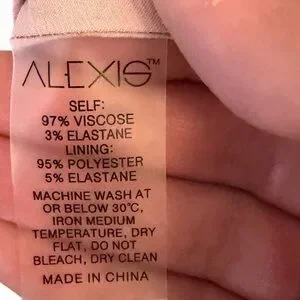 ALEXIS™
SELF:
97% VISCOSE
3% ELASTANE
LINING:
95% POLYESTER
5% ELASTANE
MACHINE WASH AT
OR BELOW 30°C,
IRON MEDIUM
TEMPERATURE, DRY
FLAT, DO NOT
BLEACH, DRY CLEAN
MADE IN CHINA